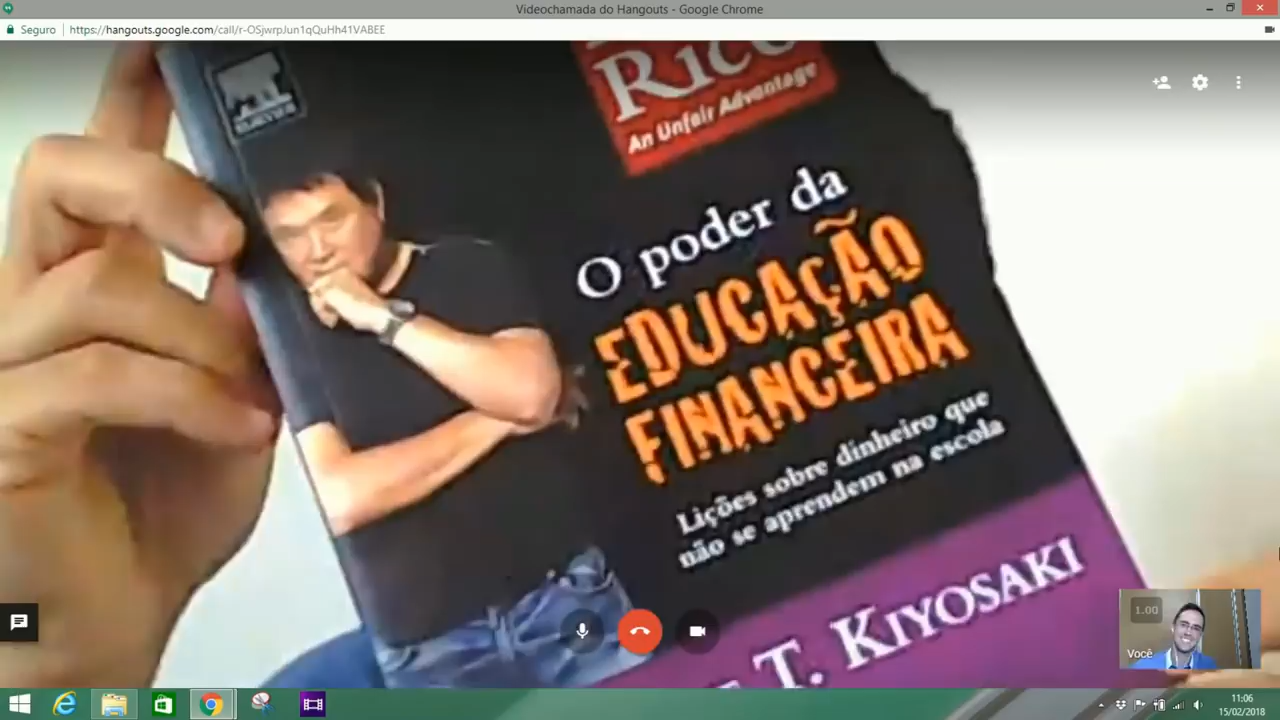 Videochamada do Hangouts - Google Chrome
Seguro
https://hangouts.google.com/call/r-OSjwrpJun1qQuHh41VABEE
ELSEVIER
An Unfair Advantage
O poder da
EDUCAÇÃO
FINANCEIRA
Lições sobre dinheiro que
não se aprendem na escola
T. KIYOSAKI
1.00
Você
11:06
15/02/2018